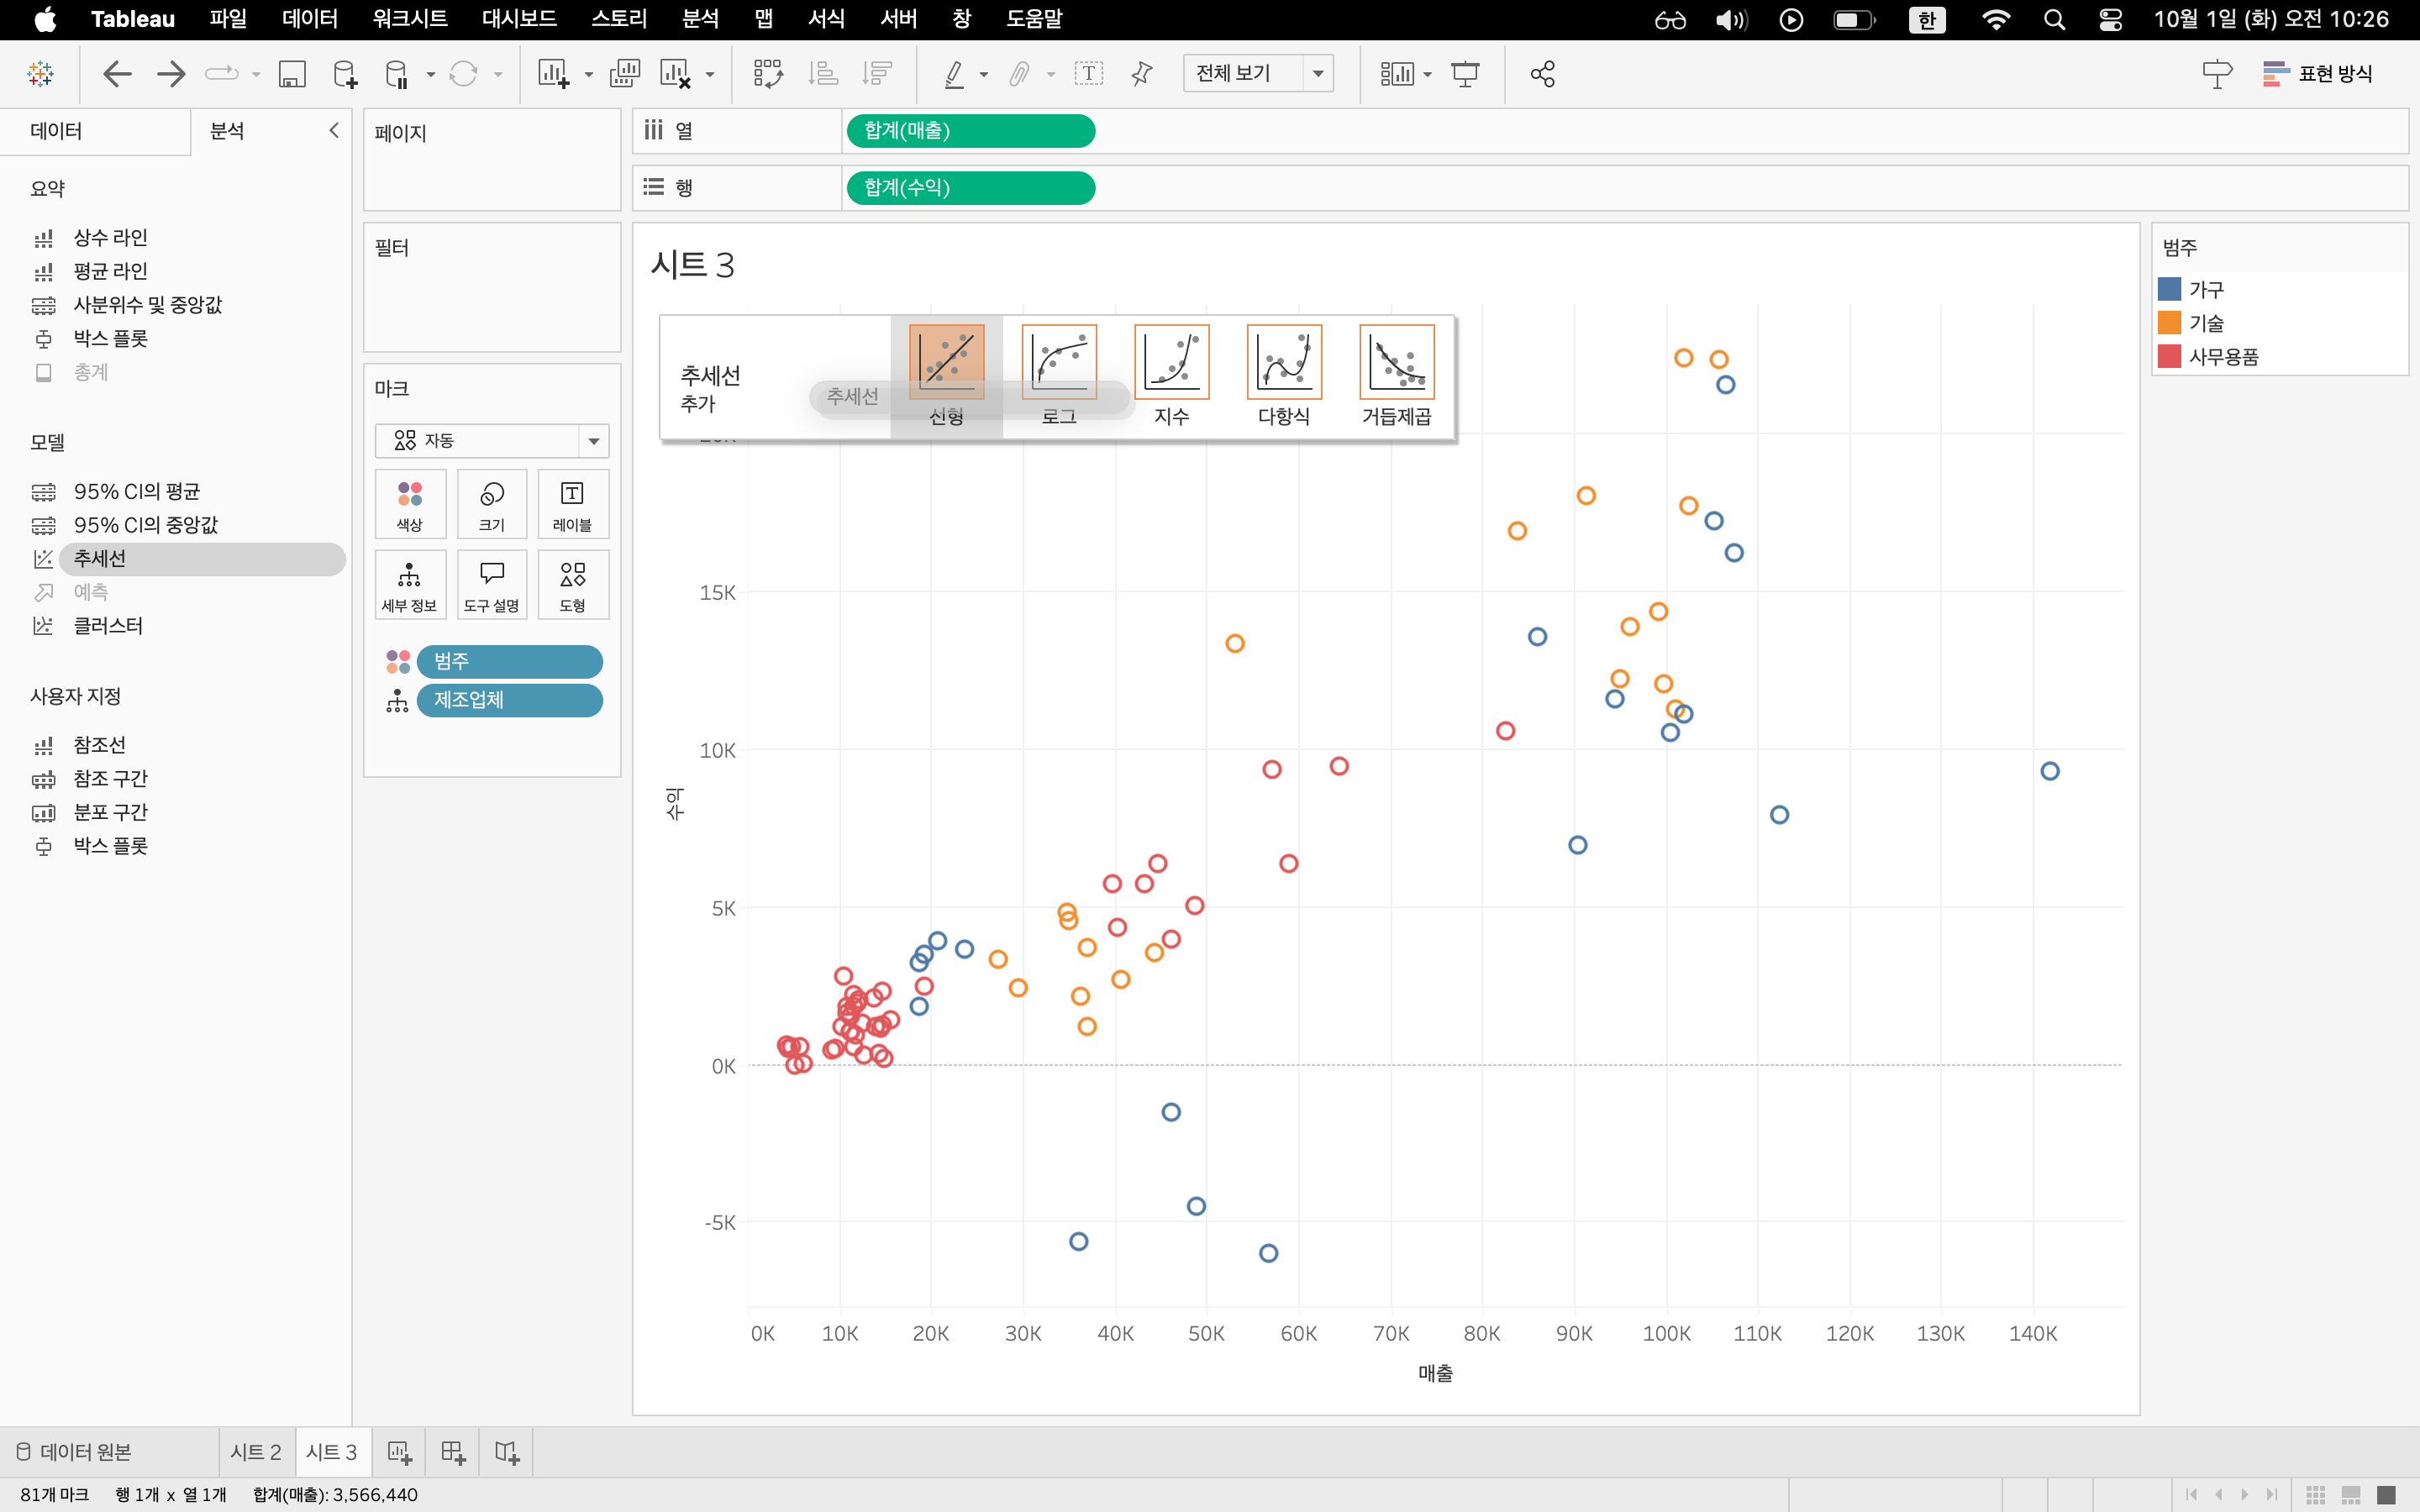 Tableau 파일 데이터 워크시트 대시보드 스토리 분석 맵 서식 서버 창 도움말 한 10월 1일 (화) 오전 10:26
전체 보기 표현 방식
데이터 분석
요약
상수 라인
평균 라인
사분위수 및 중앙값
박스 플롯
총계
모델
95% CI의 평균
95% CI의 중앙값
추세선
예측
클러스터
사용자 지정
참조선
참조 구간
분포 구간
박스 플롯
페이지
필터
마크
자동
색상 크기 레이블
세부 정보 도구 설명 도형
범주
제조업체
열 합계(매출)
행 합계(수익)
시트 3
추세선
추가
추세선
선형 로그 지수 다항식 거듭제곱
15K
10K
5K
0K
-5K
수익
0K 10K 20K 30K 40K 50K 60K 70K 80K 90K 100K 110K 120K 130K 140K
매출
범주
가구
기술
사무용품
데이터 원본 시트 2 시트 3
81개 마크 행 1개 x 열 1개 합계(매출): 3,566,440